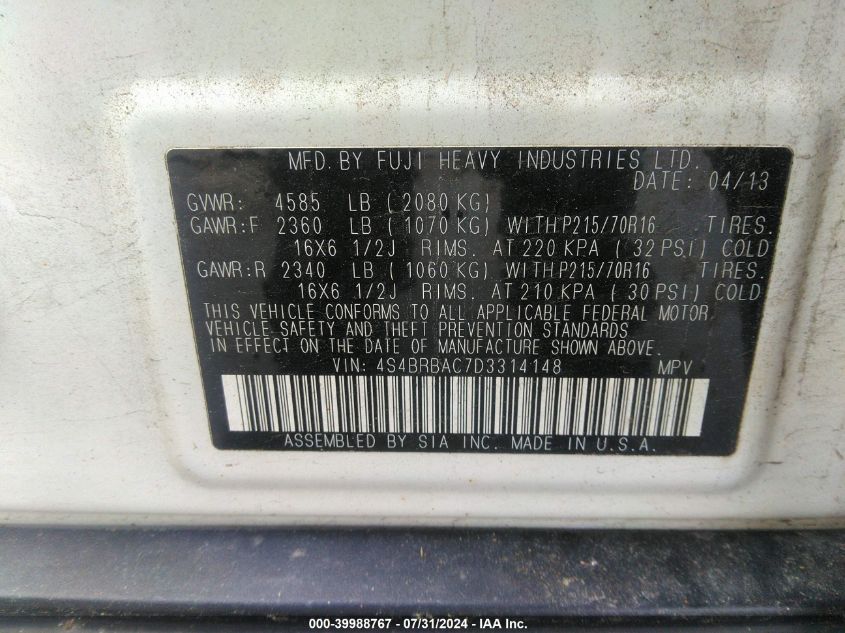 MFD. BY FUJI HEAVY INDUSTRIES LTD.
DATE: 04/13
GVWR: 4585 LB (2080 KG)
GAWR:F 2360 LB (1070 KG) WITH P215/70R16 TIRES.
16X6 1/2J RIMS. AT 220 KPA (32 PSI) COLD
GAWR:R 2340 LB (1060 KG) WITH P215/70R16 TIRES.
16X6 1/2J RIMS. AT 210 KPA (30 PSI) COLD
THIS VEHICLE CONFORMS TO ALL APPLICABLE FEDERAL MOTOR
VEHICLE SAFETY AND THEFT PREVENTION STANDARDS
IN EFFECT ON THE DATE OF MANUFACTURE SHOWN ABOVE.
VIN: 4S4BRBAC7D3314148 MPV
ASSEMBLED BY SIA INC. MADE IN U.S.A.
000-39988767 / 07/31/2024 - IAA Inc.